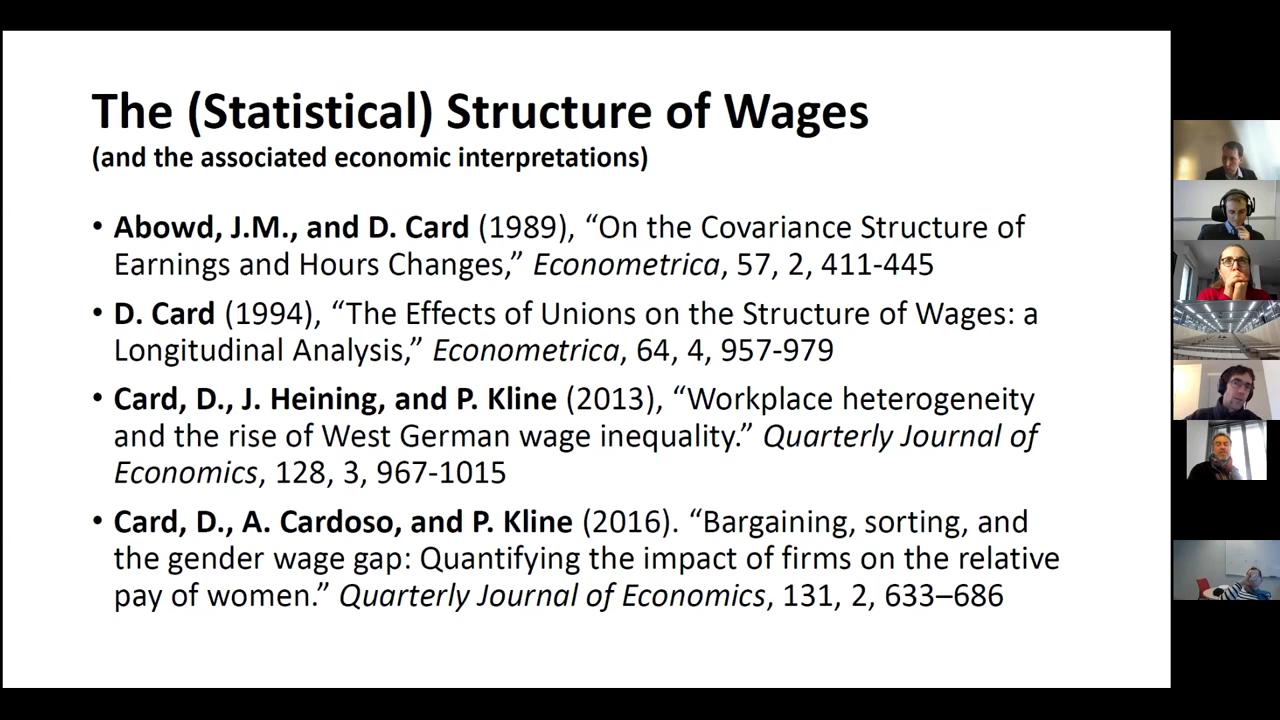 The (Statistical) Structure of Wages
(and the associated economic interpretations)
• Abowd, J.M., and D. Card (1989), “On the Covariance Structure of
Earnings and Hours Changes,” Econometrica, 57, 2, 411-445
• D. Card (1994), “The Effects of Unions on the Structure of Wages: a
Longitudinal Analysis,” Econometrica, 64, 4, 957-979
• Card, D., J. Heining, and P. Kline (2013), “Workplace heterogeneity
and the rise of West German wage inequality.” Quarterly Journal of
Economics, 128, 3, 967-1015
• Card, D., A. Cardoso, and P. Kline (2016). “Bargaining, sorting, and
the gender wage gap: Quantifying the impact of firms on the relative
pay of women.” Quarterly Journal of Economics, 131, 2, 633–686